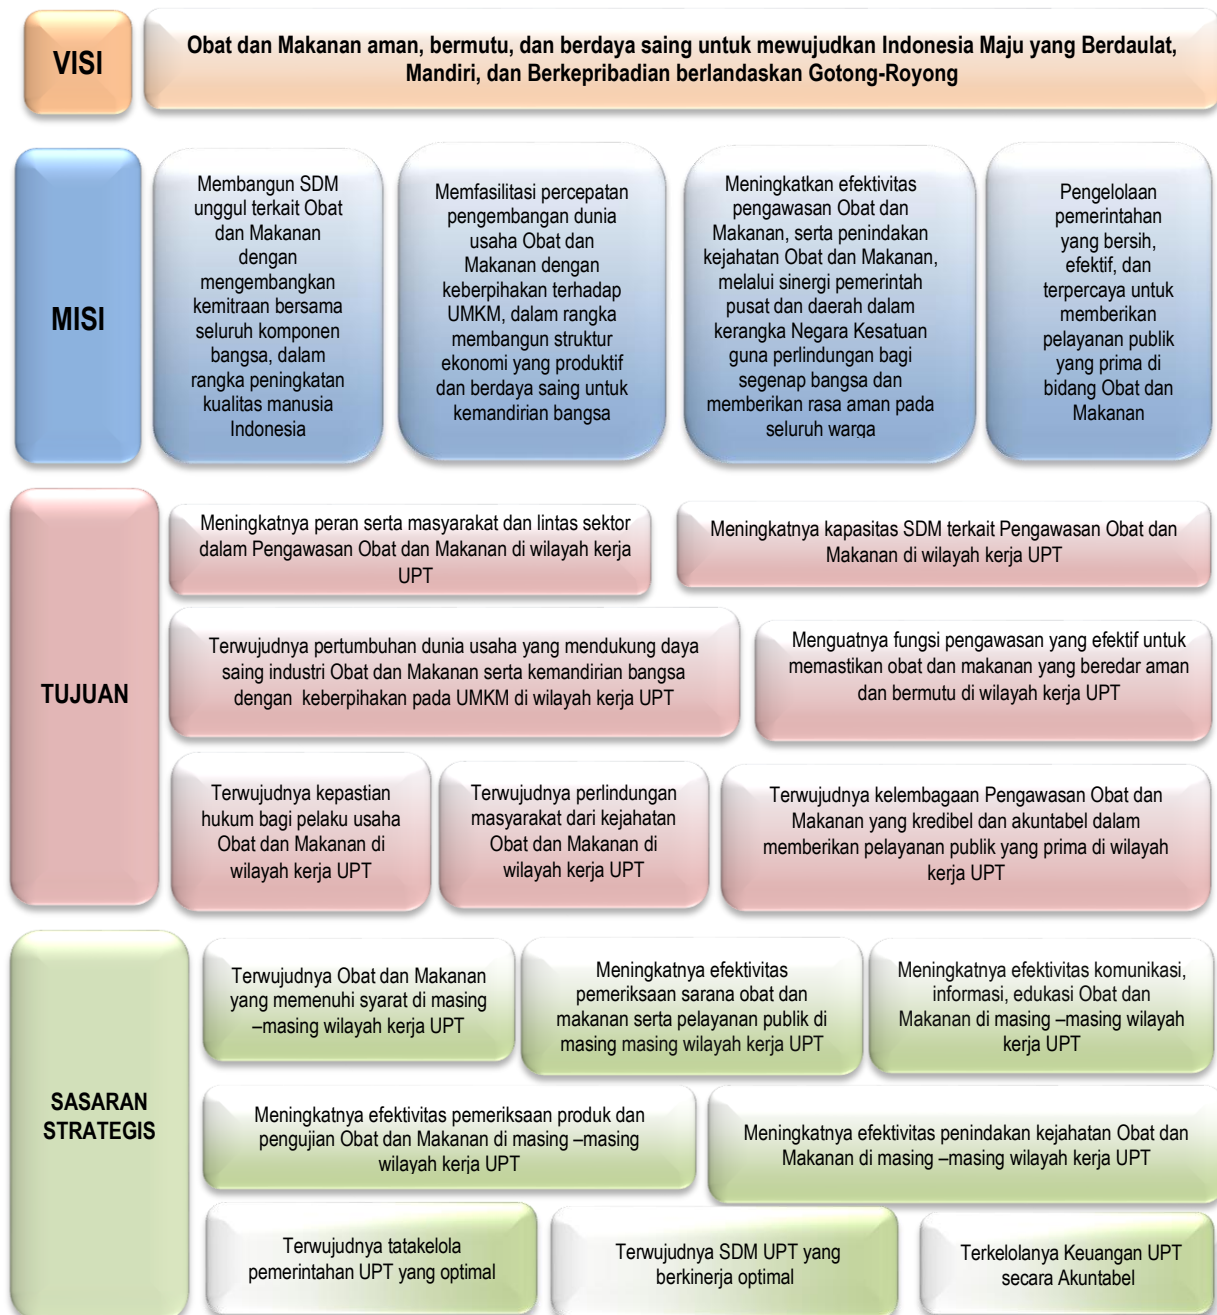 VISI
Obat dan Makanan aman, bermutu, dan berdaya saing untuk mewujudkan Indonesia Maju yang Berdaulat,
Mandiri, dan Berkepribadian berlandaskan Gotong-Royong
MISI
Membangun SDM
unggul terkait Obat
dan Makanan
dengan
mengembangkan
kemitraan bersama
seluruh komponen
bangsa, dalam
rangka peningkatan
kualitas manusia
Indonesia
Memfasilitasi percepatan
pengembangan dunia
usaha Obat dan
Makanan dengan
keberpihakan terhadap
UMKM, dalam rangka
membangun struktur
ekonomi yang produktif
dan berdaya saing untuk
kemandirian bangsa
Meningkatkan efektivitas
pengawasan Obat dan
Makanan, serta penindakan
kejahatan Obat dan Makanan,
melalui sinergi pemerintah
pusat dan daerah dalam
kerangka Negara Kesatuan
guna perlindungan bagi
segenap bangsa dan
memberikan rasa aman pada
seluruh warga
Pengelolaan
pemerintahan
yang bersih,
efektif, dan
terpercaya untuk
memberikan
pelayanan publik
yang prima di
bidang Obat dan
Makanan
TUJUAN
Meningkatnya peran serta masyarakat dan lintas sektor
dalam Pengawasan Obat dan Makanan di wilayah kerja
UPT
Meningkatnya kapasitas SDM terkait Pengawasan Obat dan
Makanan di wilayah kerja UPT
Terwujudnya pertumbuhan dunia usaha yang mendukung daya
saing industri Obat dan Makanan serta kemandirian bangsa
dengan keberpihakan pada UMKM di wilayah kerja UPT
Menguatnya fungsi pengawasan yang efektif untuk
memastikan obat dan makanan yang beredar aman
dan bermutu di wilayah kerja UPT
Terwujudnya kepastian
hukum bagi pelaku usaha
Obat dan Makanan di
wilayah kerja UPT
Terwujudnya perlindungan
masyarakat dari kejahatan
Obat dan Makanan di
wilayah kerja UPT
Terwujudnya kelembagaan Pengawasan Obat dan
Makanan yang kredibel dan akuntabel dalam
memberikan pelayanan publik yang prima di wilayah
kerja UPT
SASARAN
STRATEGIS
Terwujudnya Obat dan Makanan
yang memenuhi syarat di masing
–masing wilayah kerja UPT
Meningkatnya efektivitas
pemeriksaan sarana obat dan
makanan serta pelayanan publik di
masing masing wilayah kerja UPT
Meningkatnya efektivitas komunikasi,
informasi, edukasi Obat dan
Makanan di masing –masing wilayah
kerja UPT
Meningkatnya efektivitas pemeriksaan produk dan
pengujian Obat dan Makanan di masing –masing
wilayah kerja UPT
Meningkatnya efektivitas penindakan kejahatan Obat dan
Makanan di masing –masing wilayah kerja UPT
Terwujudnya tatakelola
pemerintahan UPT yang optimal
Terwujudnya SDM UPT yang
berkinerja optimal
Terkelolanya Keuangan UPT
secara Akuntabel